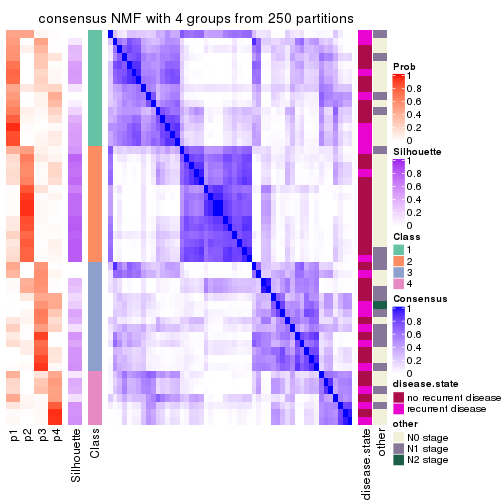 consensus NMF with 4 groups from 250 partitions
Prob
1
0.8
0.6
0.4
0.2
0
Silhouette
1
0.8
0.6
0.4
0.2
0
Class
1
2
3
4
Consensus
1
0.8
0.6
0.4
0.2
0
disease.state
no recurrent disease
recurrent disease
other
N0 stage
N1 stage
N2 stage
p1
p2
p3
p4
Silhouette
Class
disease.state
other